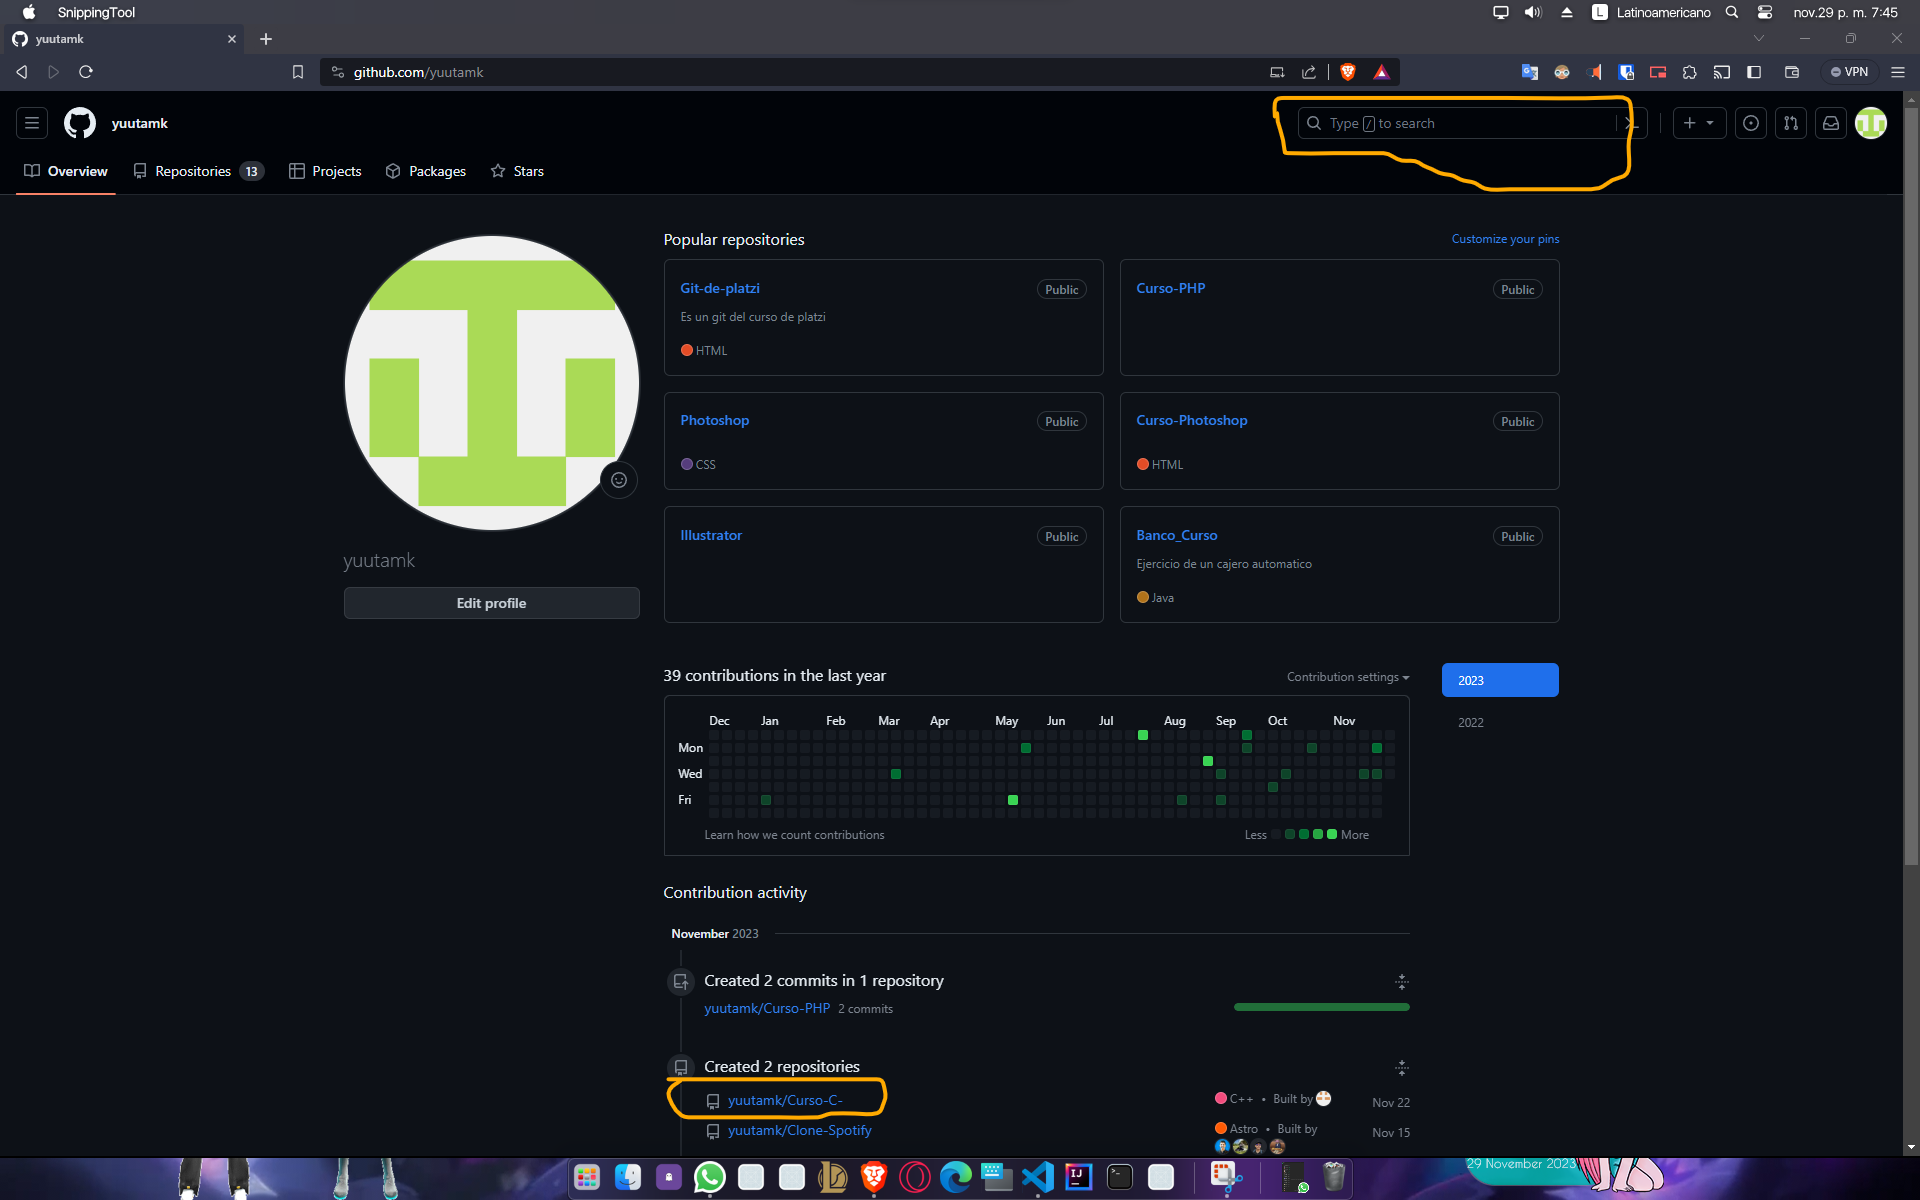 SnippingTool
L Latinoamericano
nov.29 p. m. 7:45
yuutamk
github.com/yuutamk
VPN
yuutamk
Type / to search
Overview
Repositories 13
Projects
Packages
Stars
Popular repositories
Customize your pins
Git-de-platzi
Public
Es un git del curso de platzi
HTML
Curso-PHP
Public
Photoshop
Public
CSS
Curso-Photoshop
Public
HTML
Illustrator
Public
Banco_Curso
Public
Ejercicio de un cajero automatico
Java
yuutamk
Edit profile
39 contributions in the last year
Contribution settings
2023
2022
Dec Jan Feb Mar Apr May Jun Jul Aug Sep Oct Nov
Mon
Wed
Fri
Learn how we count contributions
Less More
Contribution activity
November 2023
Created 2 commits in 1 repository
yuutamk/Curso-PHP 2 commits
Created 2 repositories
yuutamk/Curso-C-
C++ • Built by
Nov 22
yuutamk/Clone-Spotify
Astro • Built by
Nov 15
29 November 2023
IJ